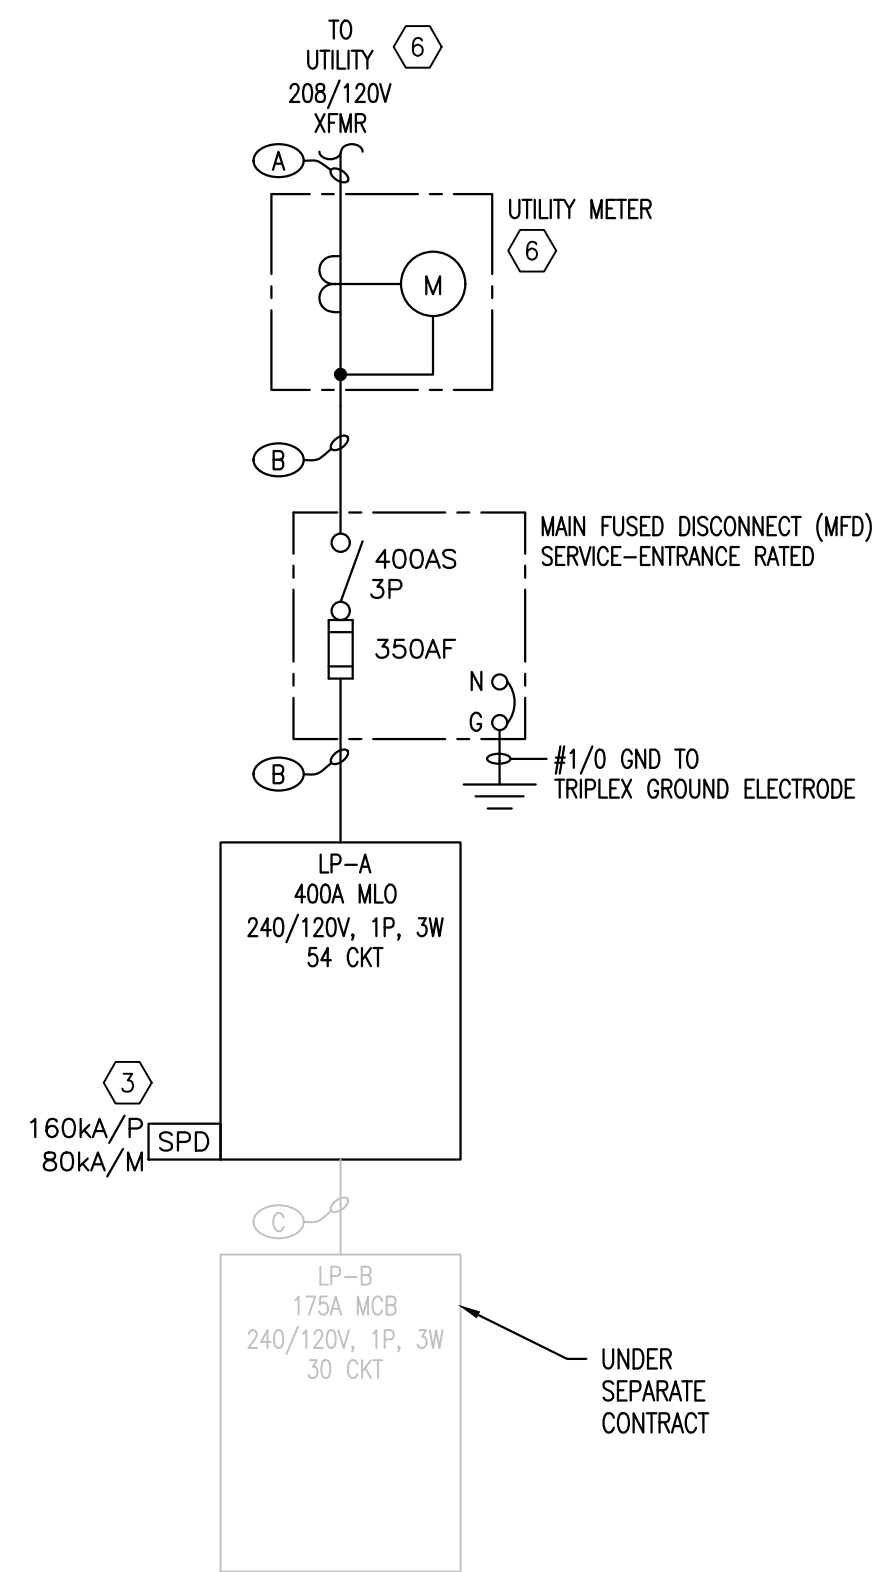 TO
UTILITY
6
208/120V
XFMR
A
UTILITY METER
6
M
B
MAIN FUSED DISCONNECT (MFD)
SERVICE-ENTRANCE RATED
400AS
3P
350AF
N
G
#1/0 GND TO
TRIPLEX GROUND ELECTRODE
B
LP-A
400A MLO
240/120V, 1P, 3W
54 CKT
3
160kA/P
80kA/M
SPD
C
LP-B
175A MCB
240/120V, 1P, 3W
30 CKT
UNDER
SEPARATE
CONTRACT